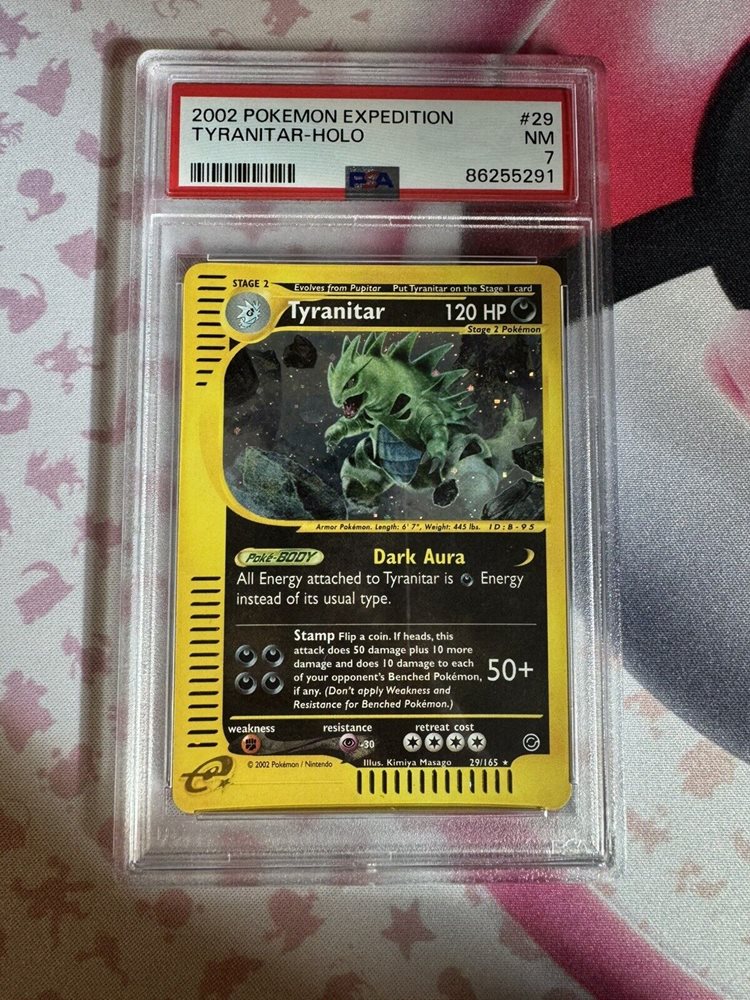 2002 POKEMON EXPEDITION #29
TYRANITAR-HOLO NM
7
PSA 86255291
STAGE 2 Evolves from Pupitar Put Tyranitar on the Stage 1 card
Tyranitar 120 HP
Stage 2 Pokémon
Armor Pokémon. Length: 6' 7", Weight: 445 lbs. ID:B-95
Poké-BODY Dark Aura
All Energy attached to Tyranitar is Energy
instead of its usual type.
Stamp Flip a coin. If heads, this
attack does 50 damage plus 10 more
damage and does 10 damage to each
of your opponent's Benched Pokémon, 50+
if any. (Don't apply Weakness and
Resistance for Benched Pokémon.)
weakness resistance retreat cost
-30
© 2002 Pokémon / Nintendo Illus. Kimiya Masago 29/165 ★
e
PSA